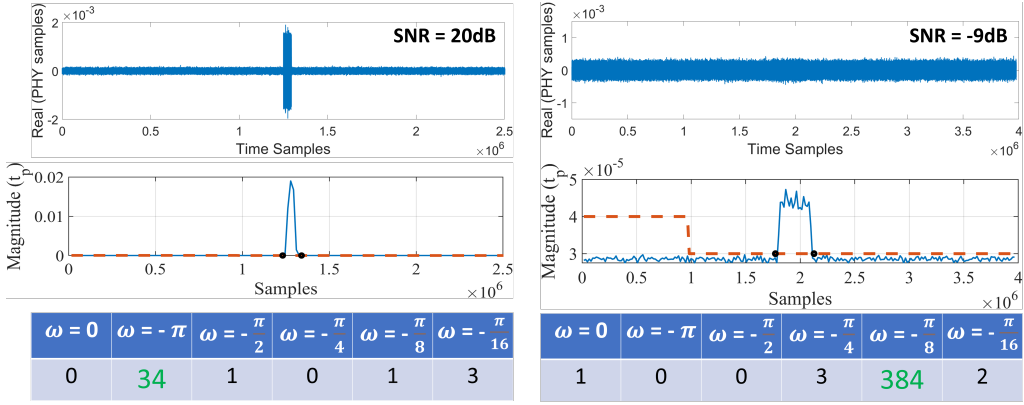 ×10⁻³
SNR = 20dB
Real (PHY samples)
2
0
-2
0 0.5 1 1.5 2 2.5
Time Samples
×10⁶
Magnitude (tₚ)
0.02
0.01
0
0 0.5 1 1.5 2 2.5
Samples
×10⁶
ω = 0 ω = - π ω = - π/2 ω = - π/4 ω = - π/8 ω = - π/16
0 34 1 0 1 3
×10⁻³
SNR = -9dB
Real (PHY samples)
1
0
-1
0 0.5 1 1.5 2 2.5 3 3.5 4
Time Samples
×10⁶
×10⁻⁵
Magnitude (tₚ)
5
4
3
0 0.5 1 1.5 2 2.5 3 3.5 4
Samples
×10⁶
ω = 0 ω = - π ω = - π/2 ω = - π/4 ω = - π/8 ω = - π/16
1 0 0 3 384 2